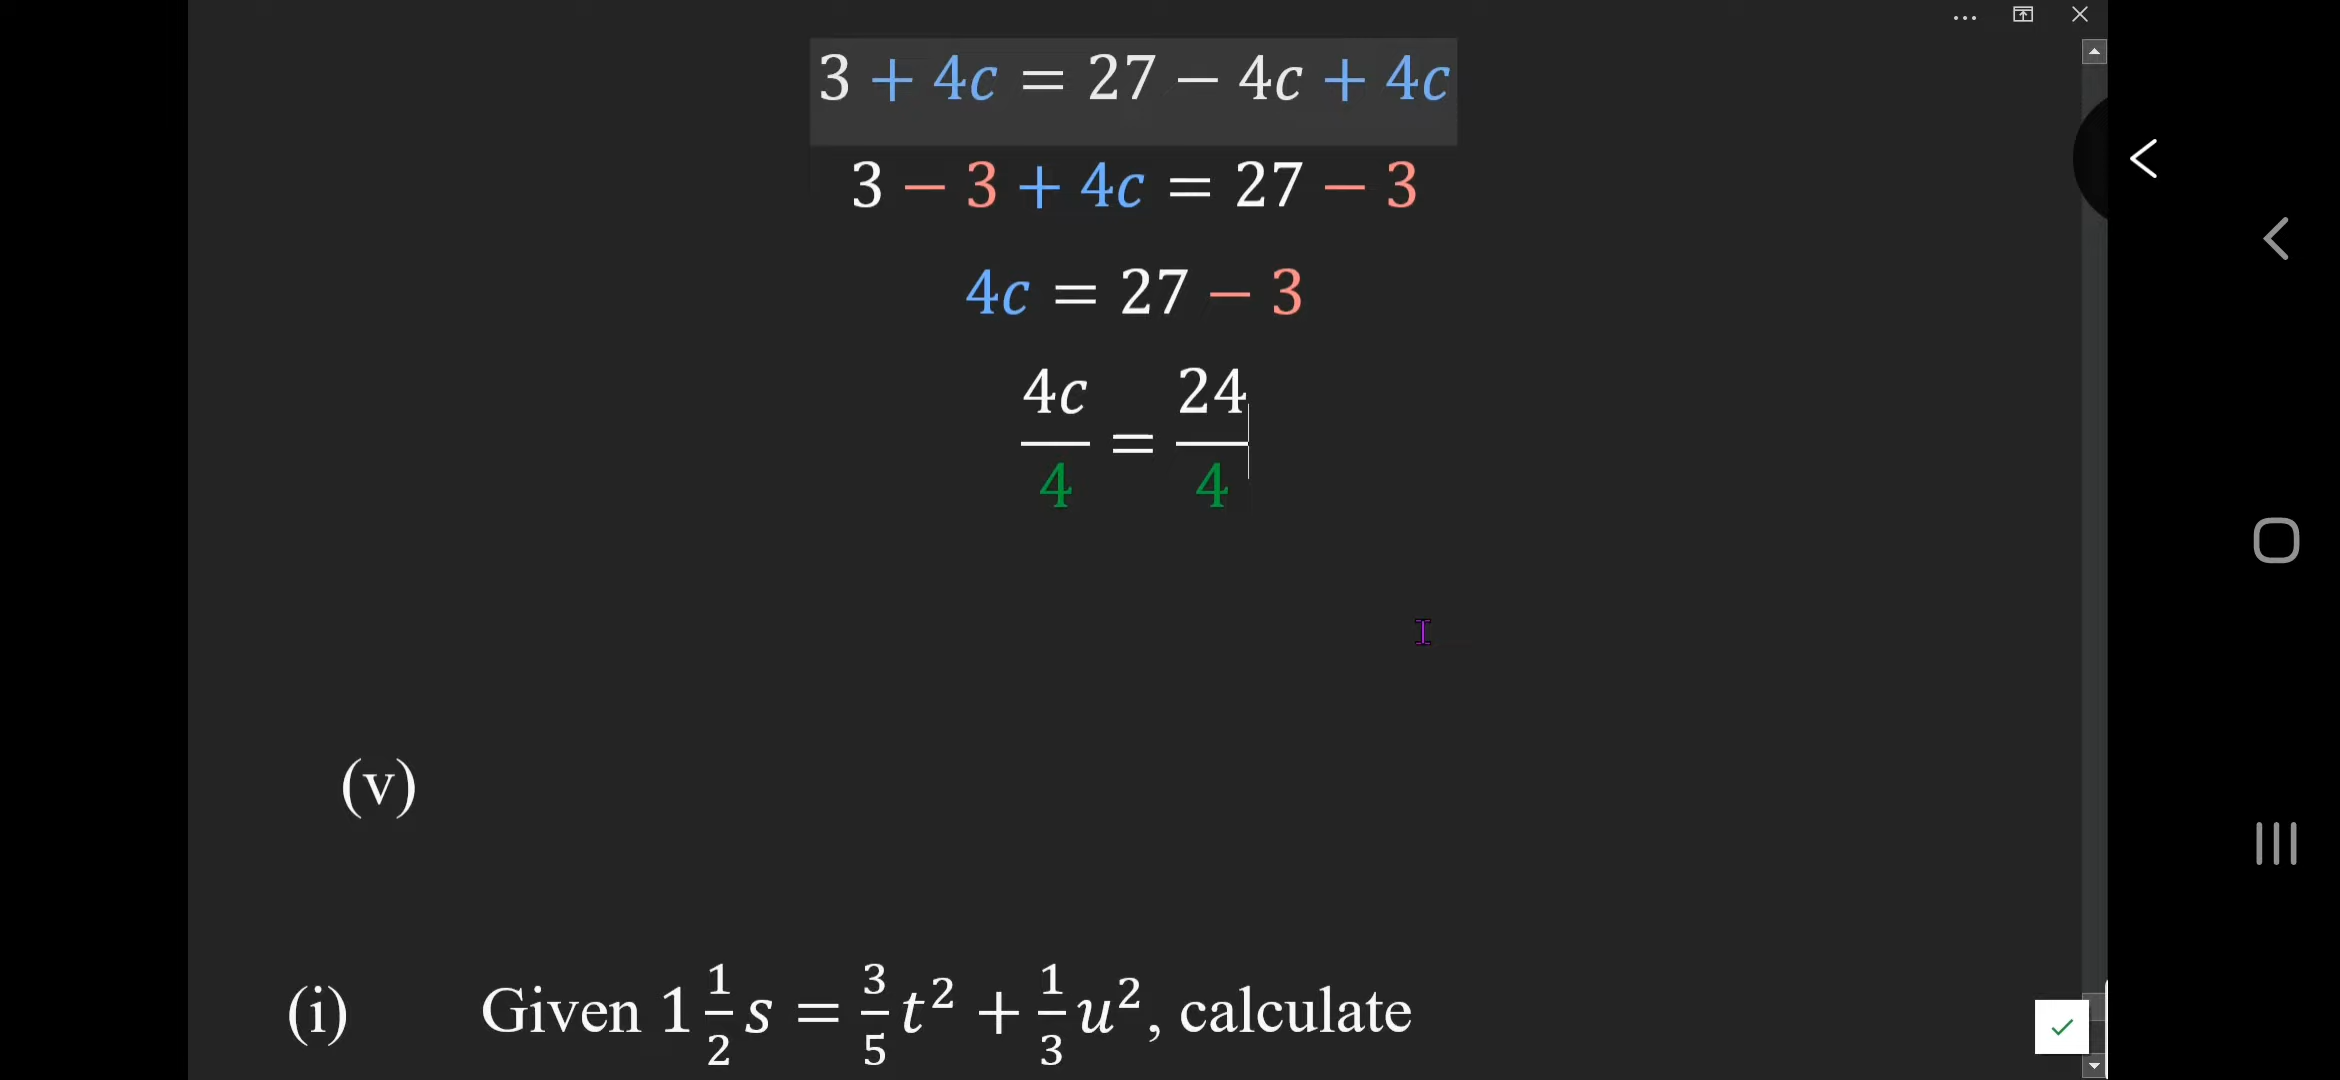 3 + 4c = 27 − 4c + 4c
3 − 3 + 4c = 27 − 3
4c = 27 − 3
4c/4 = 24/4
(v)
(i) Given 1 1/2 s = 3/5 t² + 1/3 u², calculate